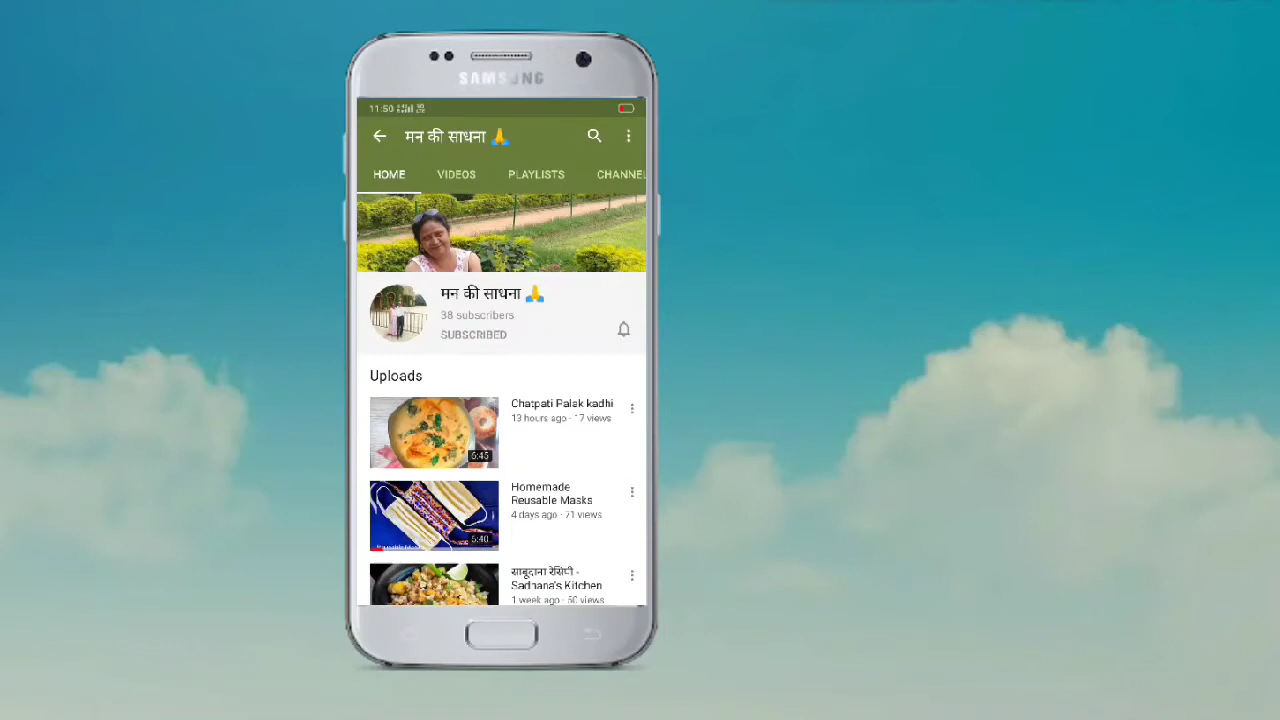 SAMSUNG
11:50
मन की साधना 🙏
HOME VIDEOS PLAYLISTS CHANNEL
मन की साधना 🙏
38 subscribers
SUBSCRIBED
Uploads
Chatpati Palak kadhi
13 hours ago · 17 views
5:45
Homemade
Reusable Masks
4 days ago · 71 views
5:40
साबूदाना रेसिपी -
Sadhana's Kitchen
1 week ago · 50 views